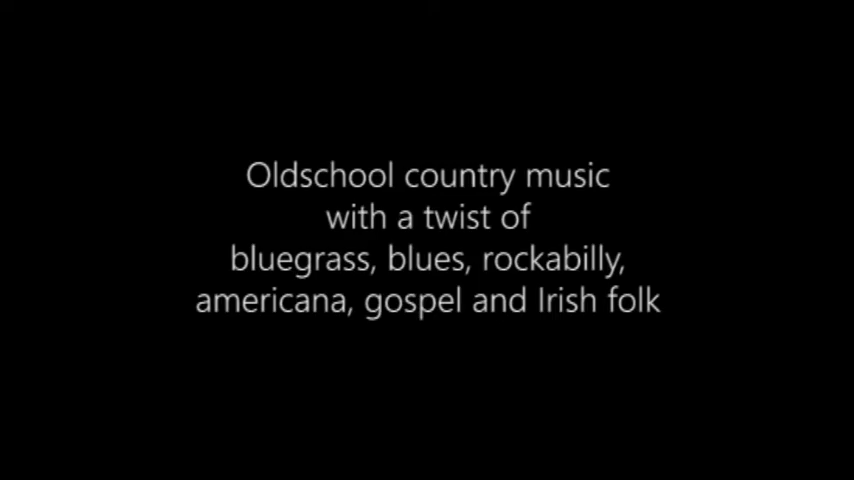 Oldschool country music
with a twist of
bluegrass, blues, rockabilly,
americana, gospel and Irish folk